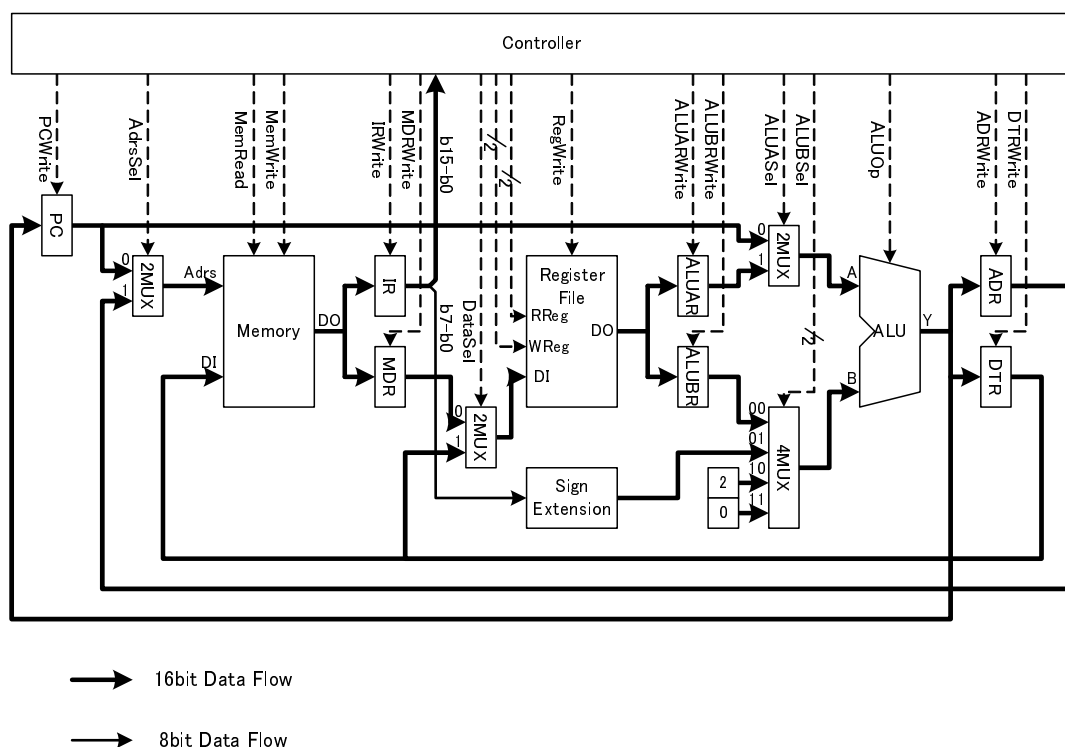 Controller
PCWrite
AdrsSel
MemRead
MemWrite
IRWrite
MDRWrite
b15-b0
/2
/2
RegWrite
ALUARWrite
ALUBRWrite
ALUASel
ALUBSel
ALUOp
ADRWrite
DTRWrite
PC
0
1
2MUX
Adrs
DI
Memory
DO
IR
MDR
b7-b0
DataSel
0
1
2MUX
Register
File
RReg
WReg
DI
DO
ALUAR
ALUBR
0
1
2MUX
/2
00
01
10
11
4MUX
2
0
Sign
Extension
A
B
ALU
Y
ADR
DTR
16bit Data Flow
8bit Data Flow